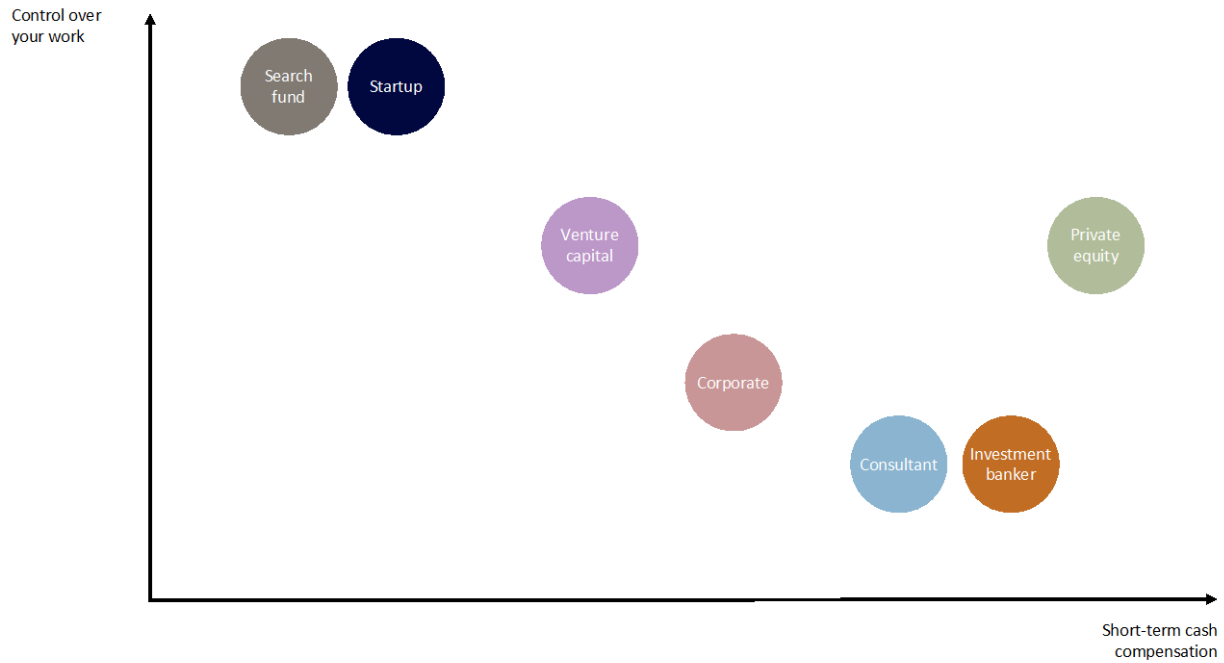 Control over
your work
Search
fund
Startup
Venture
capital
Private
equity
Corporate
Consultant
Investment
banker
Short-term cash
compensation